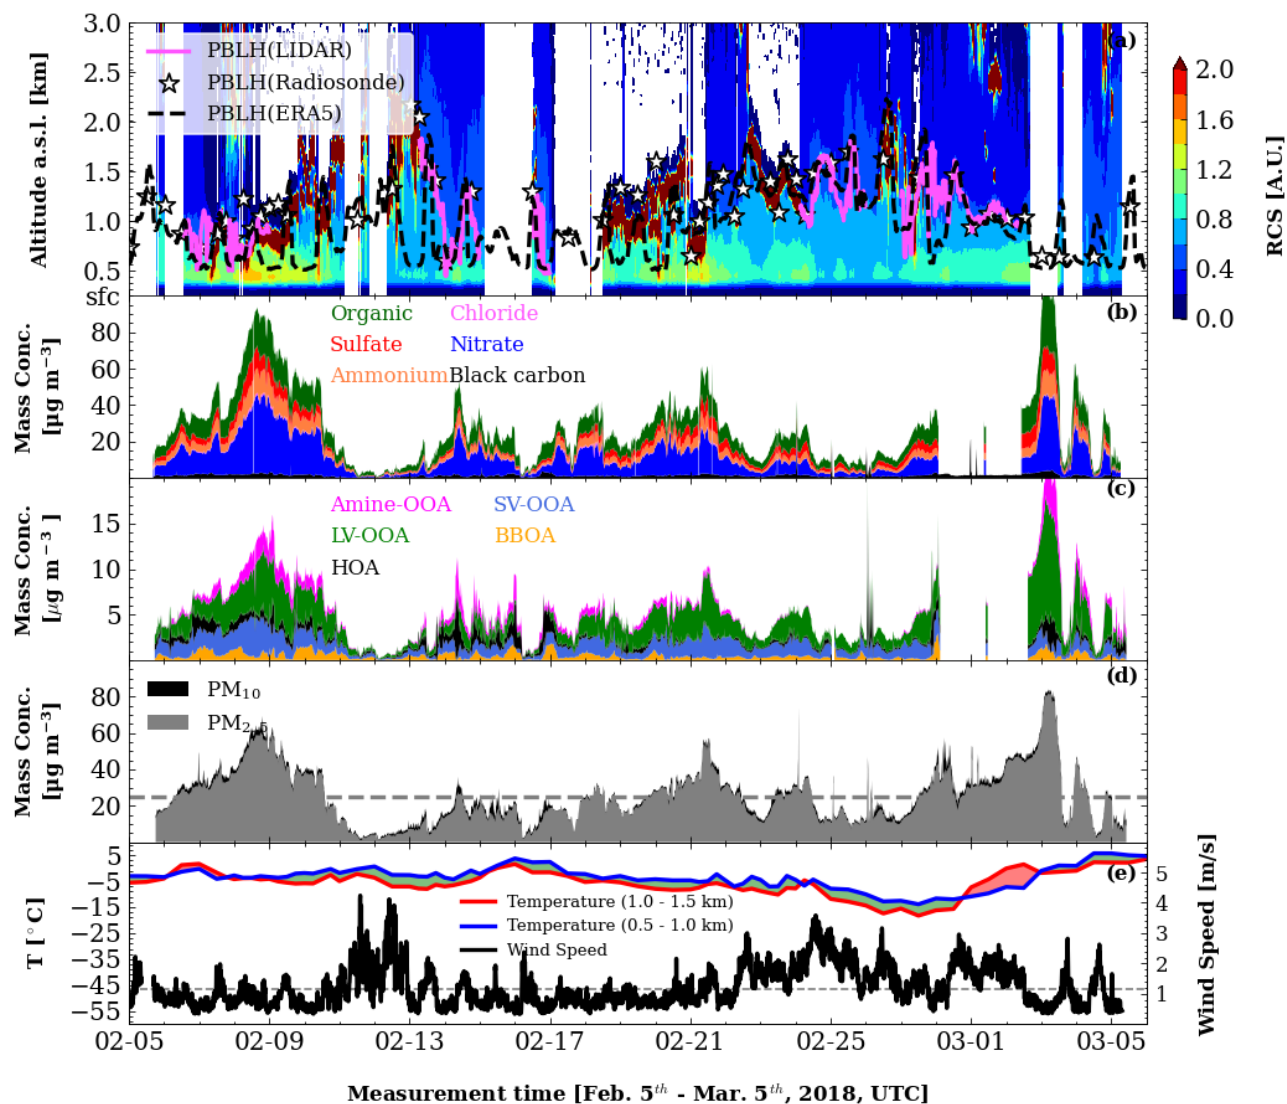 3.0
2.5
2.0
1.5
1.0
0.5
sfc
Altitude a.s.l. [km]
PBLH(LIDAR)
PBLH(Radiosonde)
PBLH(ERA5)
(a)
2.0
1.6
1.2
0.8
0.4
0.0
RCS [A.U.]
80
60
40
20
Mass Conc.
[µg m⁻³]
Organic Chloride
Sulfate Nitrate
Ammonium Black carbon
(b)
15
10
5
Mass Conc.
[µg m⁻³ ]
Amine-OOA SV-OOA
LV-OOA BBOA
HOA
(c)
80
60
40
20
Mass Conc.
[µg m⁻³]
PM₁₀
PM₂.₅
(d)
5
−5
−15
−25
−35
−45
−55
T [°C]
Temperature (1.0 - 1.5 km)
Temperature (0.5 - 1.0 km)
Wind Speed
(e)
5
4
3
2
1
Wind Speed [m/s]
02-05 02-09 02-13 02-17 02-21 02-25 03-01 03-05
Measurement time [Feb. 5ᵗʰ - Mar. 5ᵗʰ, 2018, UTC]